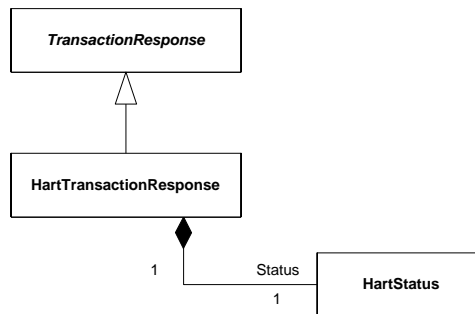 TransactionResponse
HartTransactionResponse
1
Status
1
HartStatus